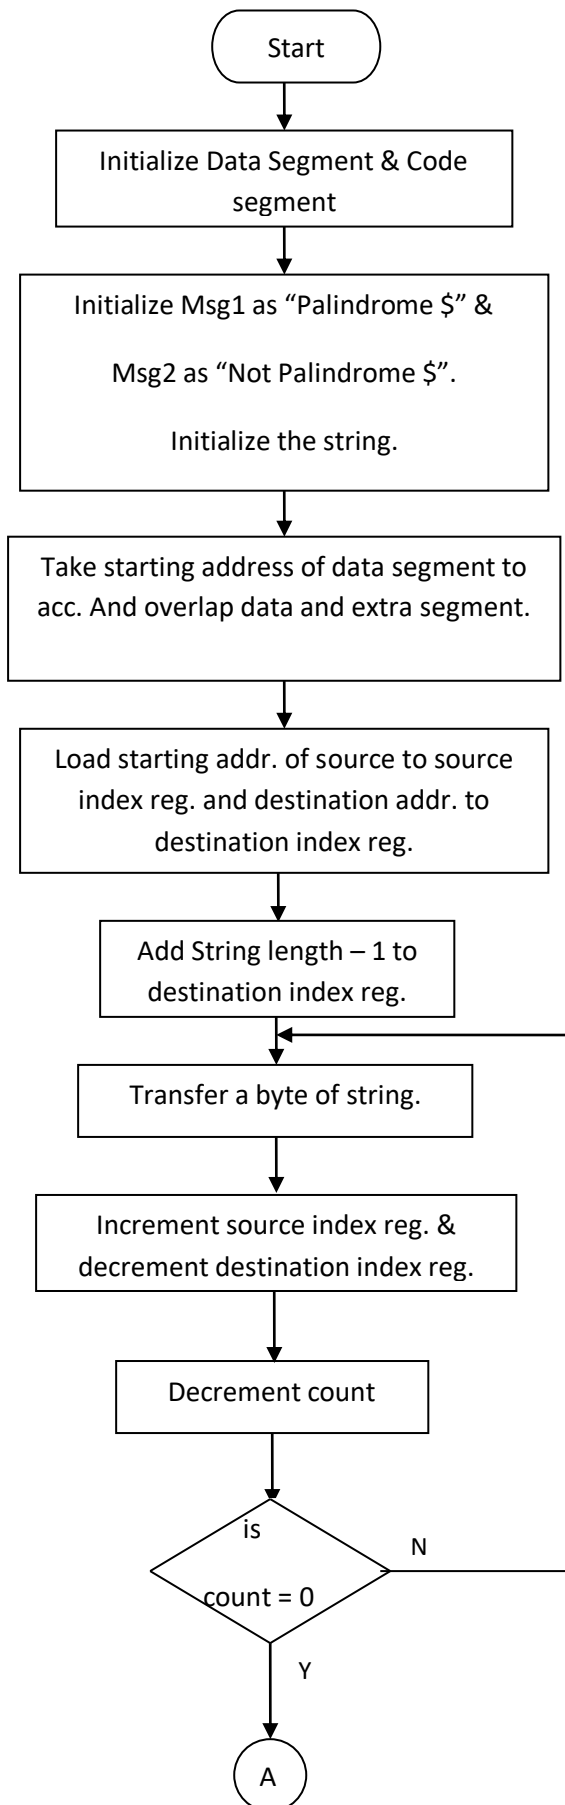 Start
Initialize Data Segment & Code
segment
Initialize Msg1 as “Palindrome $” &
Msg2 as “Not Palindrome $”.
Initialize the string.
Take starting address of data segment to
acc. And overlap data and extra segment.
Load starting addr. of source to source
index reg. and destination addr. to
destination index reg.
Add String length – 1 to
destination index reg.
Transfer a byte of string.
Increment source index reg. &
decrement destination index reg.
Decrement count
is
N
count = 0
Y
A